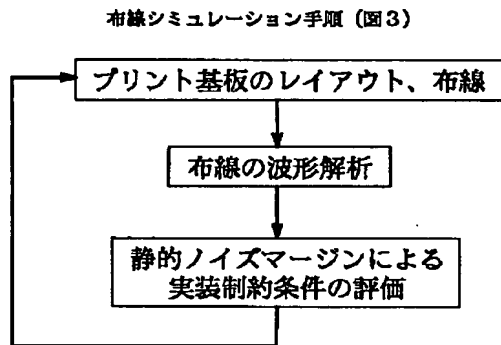 布線シミュレーション手順（図３）
プリント基板のレイアウト、布線
布線の波形解析
静的ノイズマージンによる
実装制約条件の評価